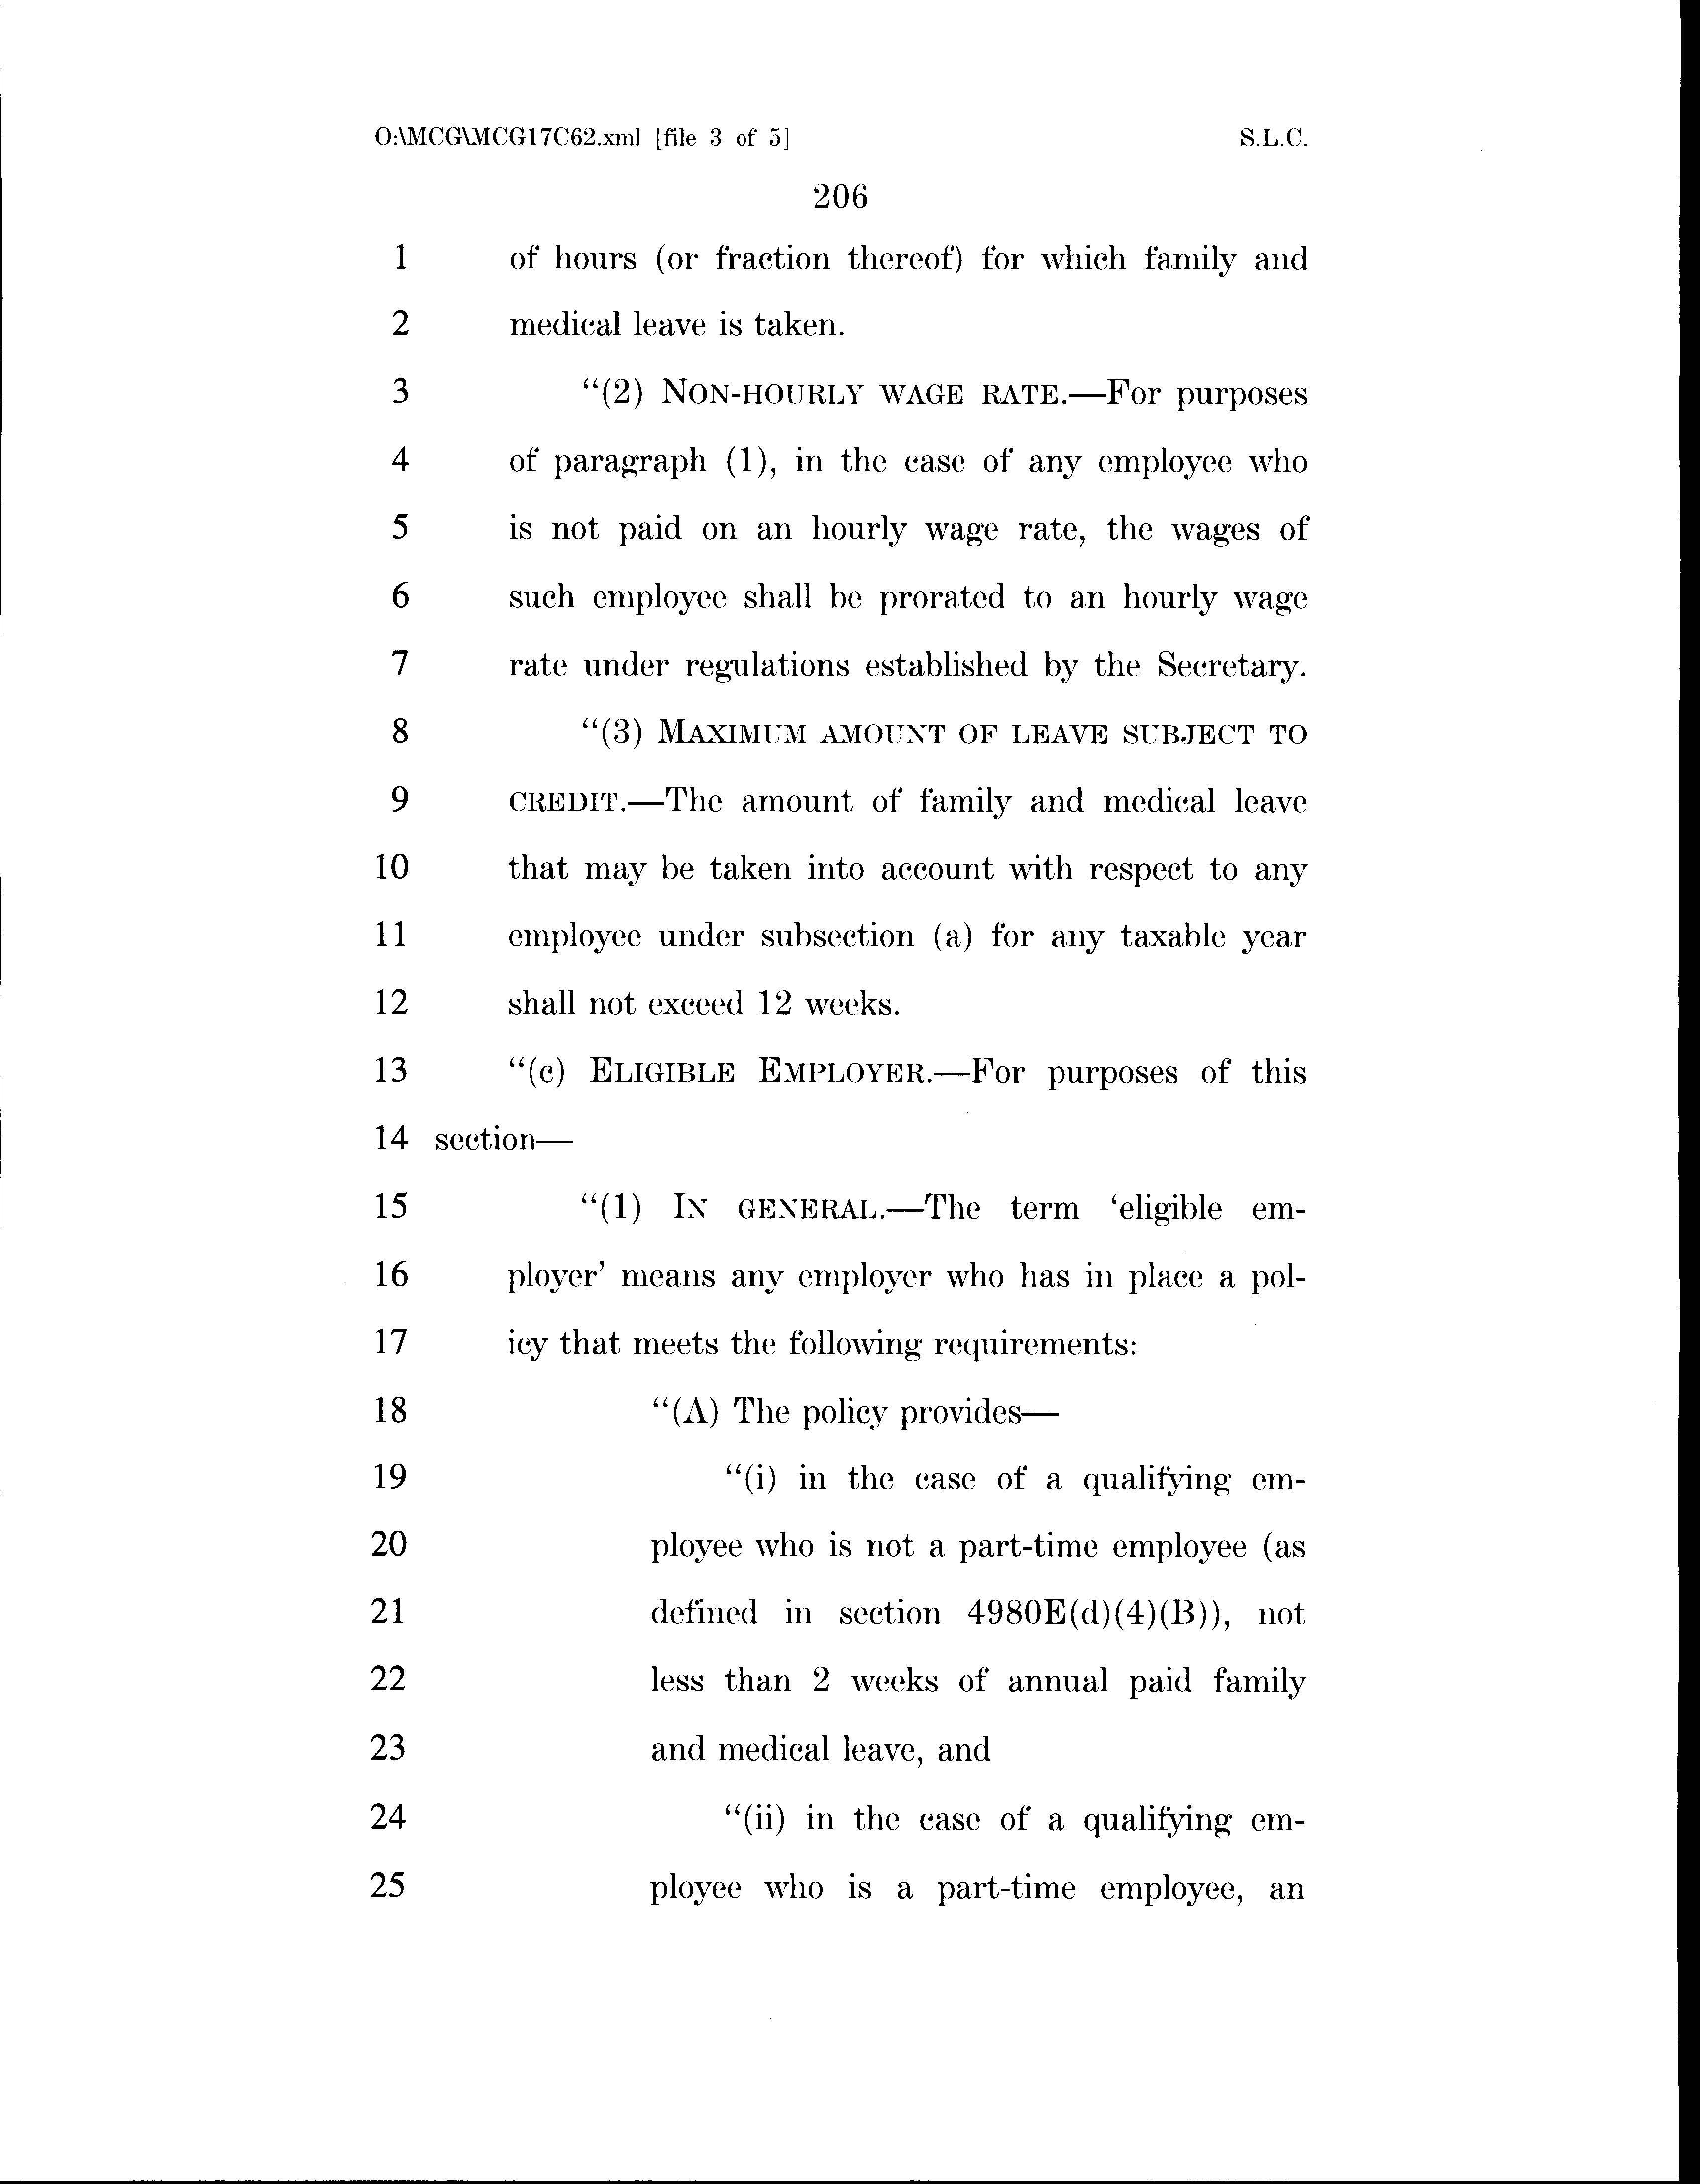 O:\MCG\MCG17C62.xml [file 3 of 5] S.L.C.
206
1 of hours (or fraction thereof) for which family and
2 medical leave is taken.
3 “(2) NON-HOURLY WAGE RATE.—For purposes
4 of paragraph (1), in the case of any employee who
5 is not paid on an hourly wage rate, the wages of
6 such employee shall be prorated to an hourly wage
7 rate under regulations established by the Secretary.
8 “(3) MAXIMUM AMOUNT OF LEAVE SUBJECT TO
9 CREDIT.—The amount of family and medical leave
10 that may be taken into account with respect to any
11 employee under subsection (a) for any taxable year
12 shall not exceed 12 weeks.
13 “(c) ELIGIBLE EMPLOYER.—For purposes of this
14 section—
15 “(1) IN GENERAL.—The term ‘eligible em-
16 ployer’ means any employer who has in place a pol-
17 icy that meets the following requirements:
18 “(A) The policy provides—
19 “(i) in the case of a qualifying em-
20 ployee who is not a part-time employee (as
21 defined in section 4980E(d)(4)(B)), not
22 less than 2 weeks of annual paid family
23 and medical leave, and
24 “(ii) in the case of a qualifying em-
25 ployee who is a part-time employee, an